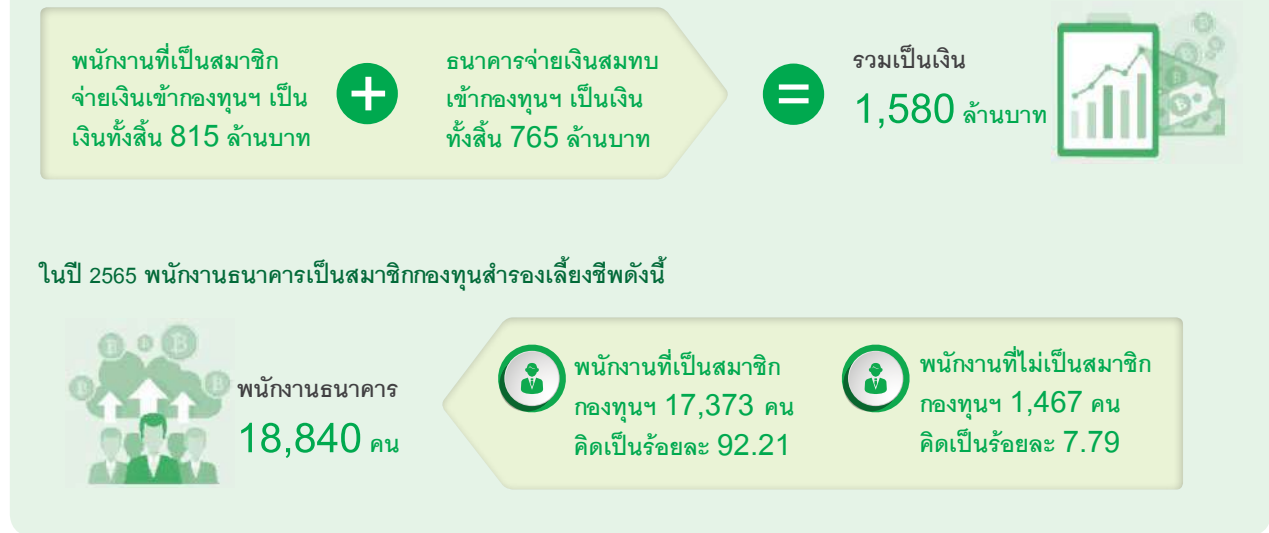 พนักงานที่เป็นสมาชิก
จ่ายเงินเข้ากองทุนฯ เป็น
เงินทั้งสิ้น 815 ล้านบาท
ธนาคารจ่ายเงินสมทบ
เข้ากองทุนฯ เป็นเงิน
ทั้งสิ้น 765 ล้านบาท
รวมเป็นเงิน
1,580 ล้านบาท
ในปี 2565 พนักงานธนาคารเป็นสมาชิกกองทุนสำรองเลี้ยงชีพดังนี้
พนักงานธนาคาร
18,840 คน
พนักงานที่เป็นสมาชิก
กองทุนฯ 17,373 คน
คิดเป็นร้อยละ 92.21
พนักงานที่ไม่เป็นสมาชิก
กองทุนฯ 1,467 คน
คิดเป็นร้อยละ 7.79